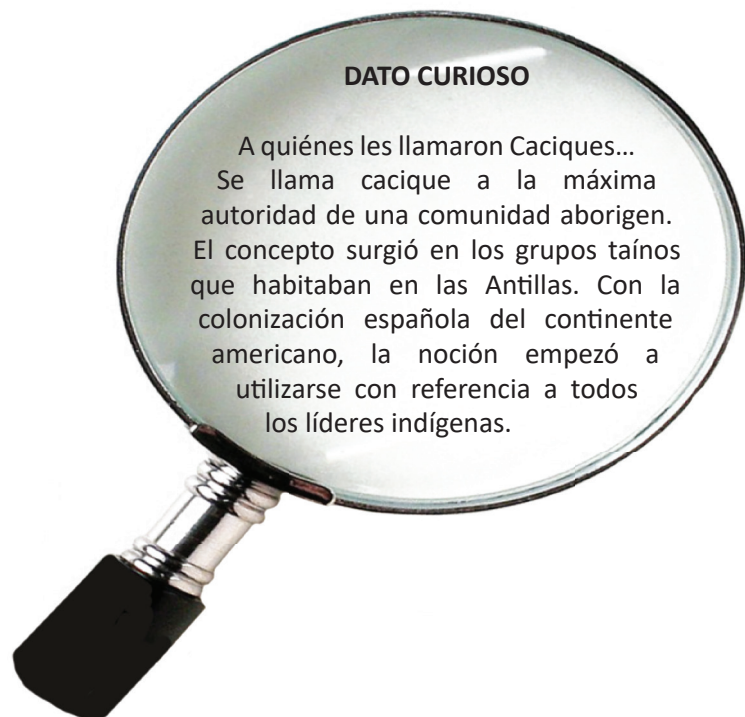 DATO CURIOSO
A quiénes les llamaron Caciques...
Se llama cacique a la máxima
autoridad de una comunidad aborigen.
El concepto surgió en los grupos taínos
que habitaban en las Antillas. Con la
colonización española del continente
americano, la noción empezó a
utilizarse con referencia a todos
los líderes indígenas.